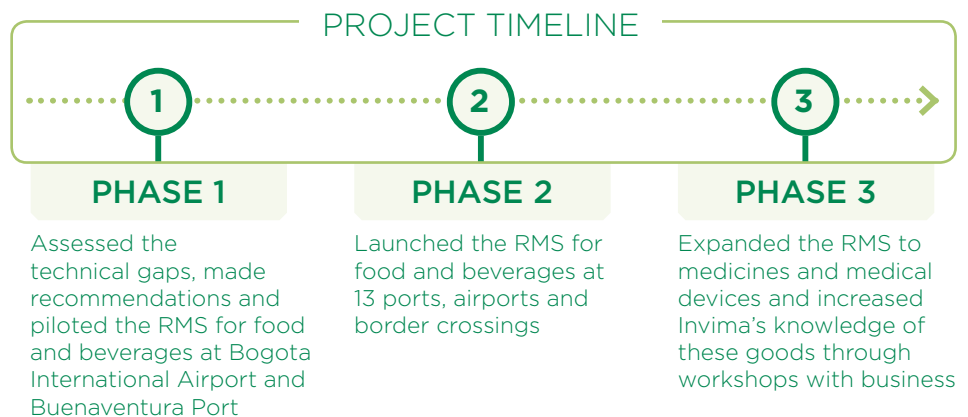 PROJECT TIMELINE
1
2
3
PHASE 1
Assessed the
technical gaps, made
recommendations and
piloted the RMS for food
and beverages at Bogota
International Airport and
Buenaventura Port
PHASE 2
Launched the RMS for
food and beverages at
13 ports, airports and
border crossings
PHASE 3
Expanded the RMS to
medicines and medical
devices and increased
Invima’s knowledge of
these goods through
workshops with business